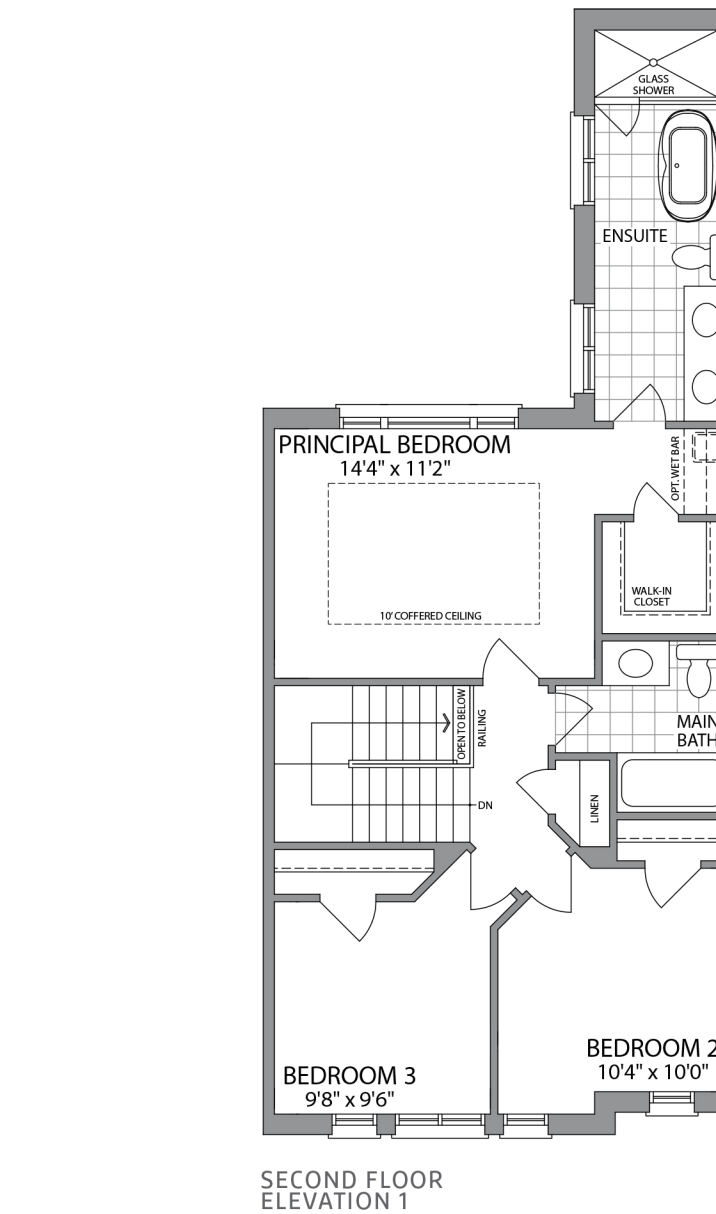 GLASS
SHOWER
ENSUITE
PRINCIPAL BEDROOM
14'4" x 11'2"
OPT. WET BAR
WALK-IN
CLOSET
10' COFFERED CEILING
OPEN TO BELOW
RAILING
MAIN
BATH
DN
LINEN
BEDROOM 2
10'4" x 10'0"
BEDROOM 3
9'8" x 9'6"
SECOND FLOOR
ELEVATION 1